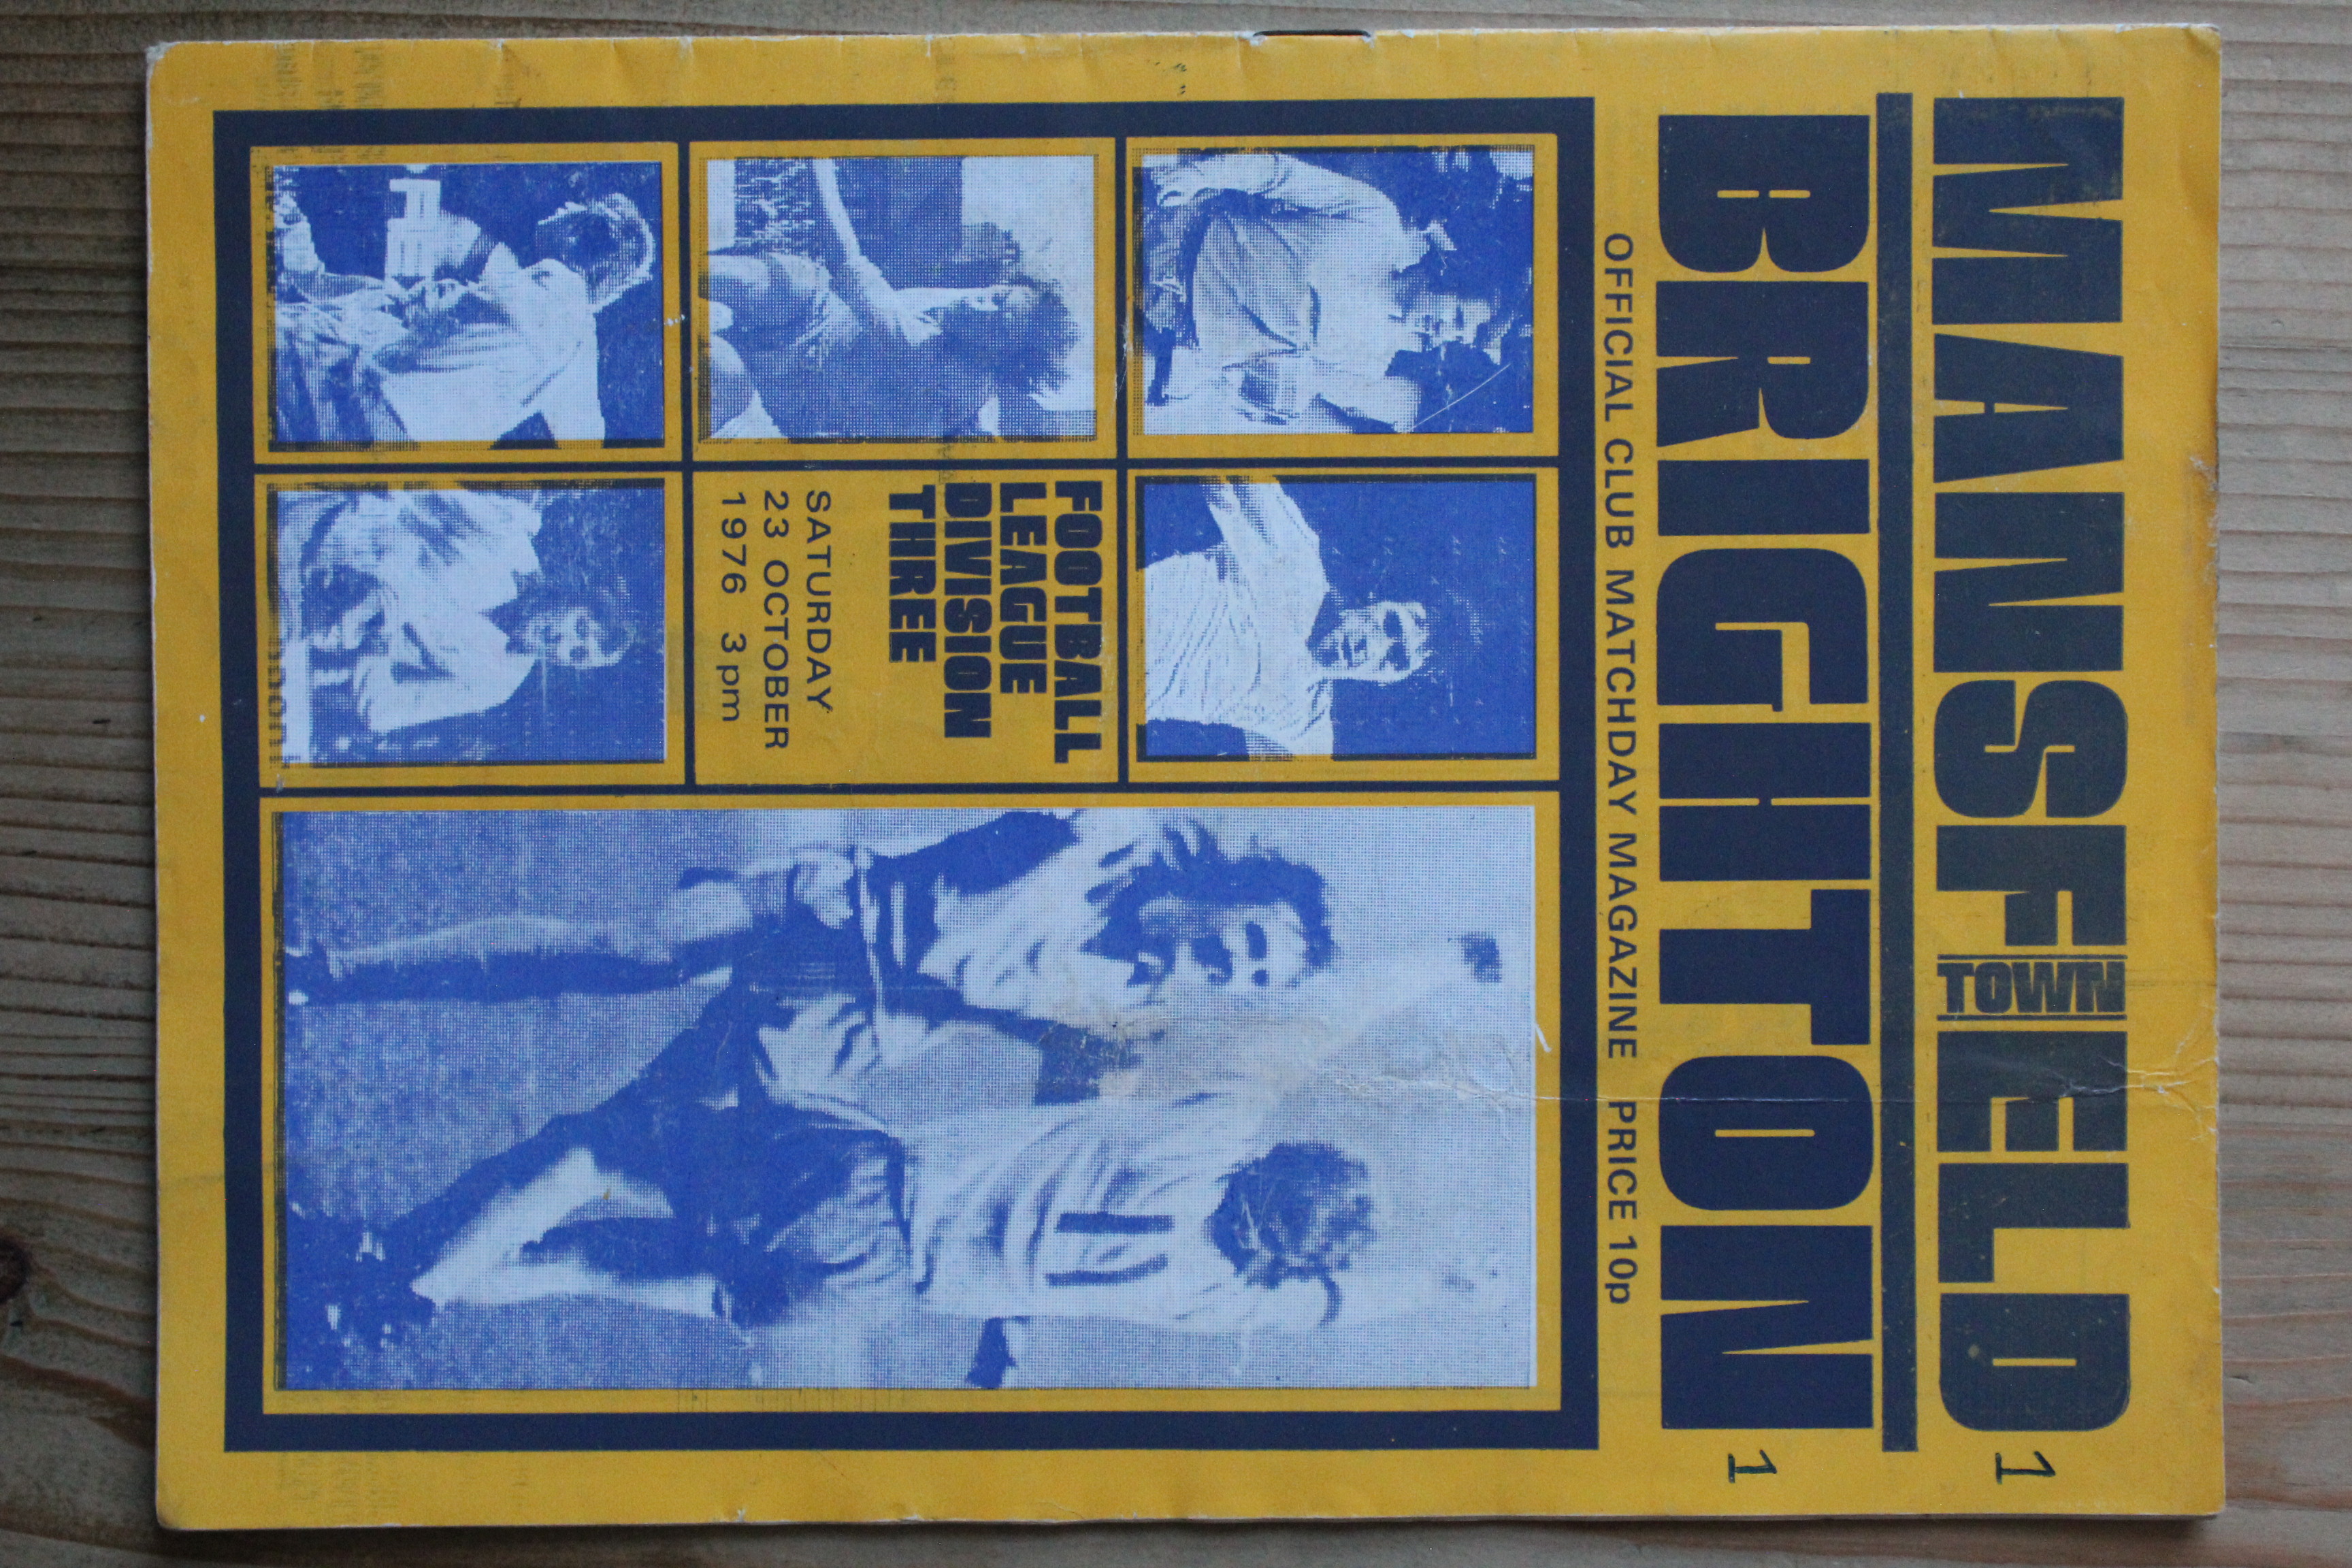 MANSFIELD 1
TOWN
BRIGHTON 1
OFFICIAL CLUB MATCHDAY MAGAZINE PRICE 10p
FOOTBALL
LEAGUE
DIVISION
THREE
SATURDAY
23 OCTOBER
1976 3pm
11